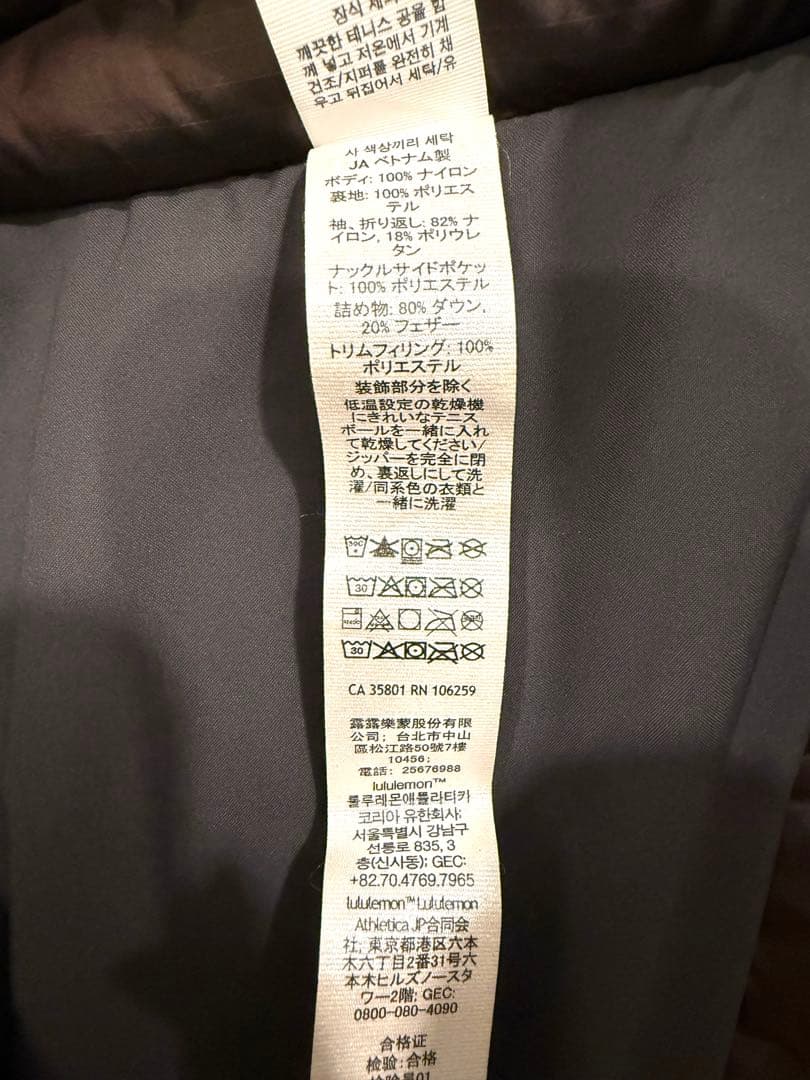 깨끗한 테니스 공을 함
께 넣고 저온에서 기계
건조/지퍼를 완전히 채
우고 뒤집어서 세탁/유
사 색상끼리 세탁
JA ベトナム製
ボディ: 100% ナイロン
裏地: 100% ポリエス
テル
袖、折り返し: 82% ナ
イロン, 18% ポリウレ
タン
ナックルサイドポケッ
ト: 100% ポリエステル
詰め物: 80% ダウン,
20% フェザー
トリムフィリング: 100%
ポリエステル
装飾部分を除く
低温設定の乾燥機
にきれいなテニス
ボールを一緒に入れ
て乾燥してください/
ジッパーを完全に閉
め、裏返しにして洗
濯/同系色の衣類と
一緒に洗濯
30
30
CA 35801 RN 106259
露露樂蒙股份有限
公司; 台北市中山
區松江路50號7樓
10456;
電話: 25676988
lululemon™
룰루레몬애틀라티카
코리아 유한회사;
서울특별시 강남구
선릉로 835, 3
층(신사동); GEC:
+82.70.4769.7965
lululemon™Lululemon
Athletica JP合同会
社; 東京都港区六本
木六丁目2番31号六
本木ヒルズノースタ
ワー2階; GEC:
0800-080-4090
合格证
检验:合格